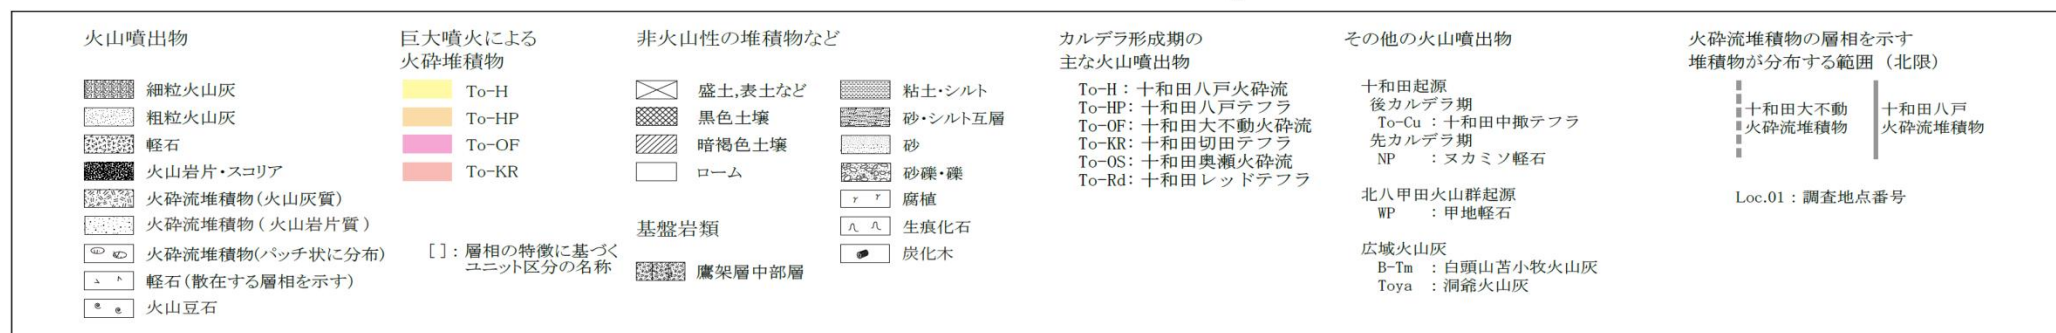 火山噴出物
細粒火山灰
粗粒火山灰
軽石
火山岩片・スコリア
火砕流堆積物(火山灰質)
火砕流堆積物(火山岩片質)
火砕流堆積物(パッチ状に分布)
軽石(散在する層相を示す)
火山豆石
巨大噴火による
火砕堆積物
To-H
To-HP
To-OF
To-KR
[ ]：層相の特徴に基づく
ユニット区分の名称
非火山性の堆積物など
盛土,表土など
黒色土壌
暗褐色土壌
ローム
基盤岩類
鷹架層中部層
粘土・シルト
砂・シルト互層
砂
砂礫・礫
腐植
生痕化石
炭化木
カルデラ形成期の
主な火山噴出物
To-H：十和田八戸火砕流
To-HP：十和田八戸テフラ
To-OF：十和田大不動火砕流
To-KR：十和田切田テフラ
To-OS：十和田奥瀬火砕流
To-Rd：十和田レッドテフラ
その他の火山噴出物
十和田起源
後カルデラ期
To-Cu：十和田中掫テフラ
先カルデラ期
NP：ヌカミソ軽石
北八甲田火山群起源
WP：甲地軽石
広域火山灰
B-Tm：白頭山苫小牧火山灰
Toya：洞爺火山灰
火砕流堆積物の層相を示す
堆積物が分布する範囲（北限）
十和田大不動
火砕流堆積物
十和田八戸
火砕流堆積物
Loc.01：調査地点番号